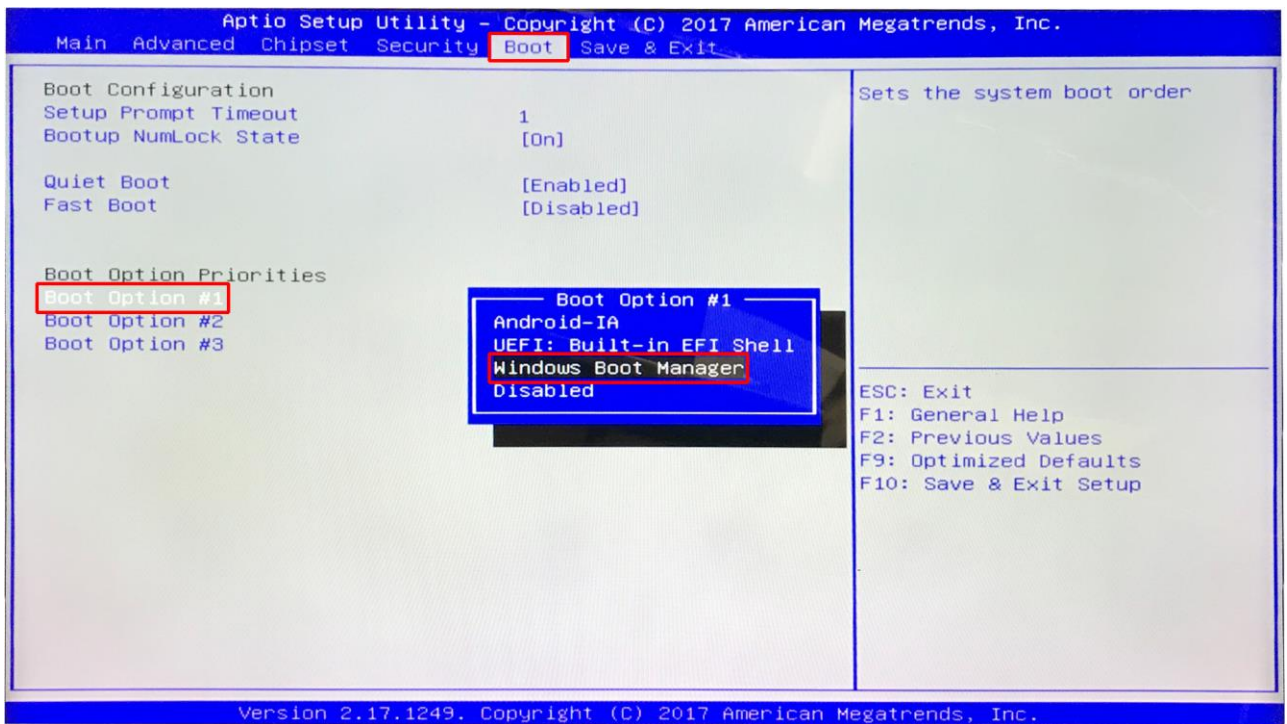 Aptio Setup Utility – Copyright (C) 2017 American Megatrends, Inc.
Main Advanced Chipset Security Boot Save & Exit
Boot Configuration
Setup Prompt Timeout 1
Bootup NumLock State [On]
Quiet Boot [Enabled]
Fast Boot [Disabled]
Boot Option Priorities
Boot Option #1
Boot Option #2
Boot Option #3
Boot Option #1
Android-IA
UEFI: Built-in EFI Shell
Windows Boot Manager
Disabled
Sets the system boot order
ESC: Exit
F1: General Help
F2: Previous Values
F9: Optimized Defaults
F10: Save & Exit Setup
Version 2.17.1249. Copyright (C) 2017 American Megatrends, Inc.